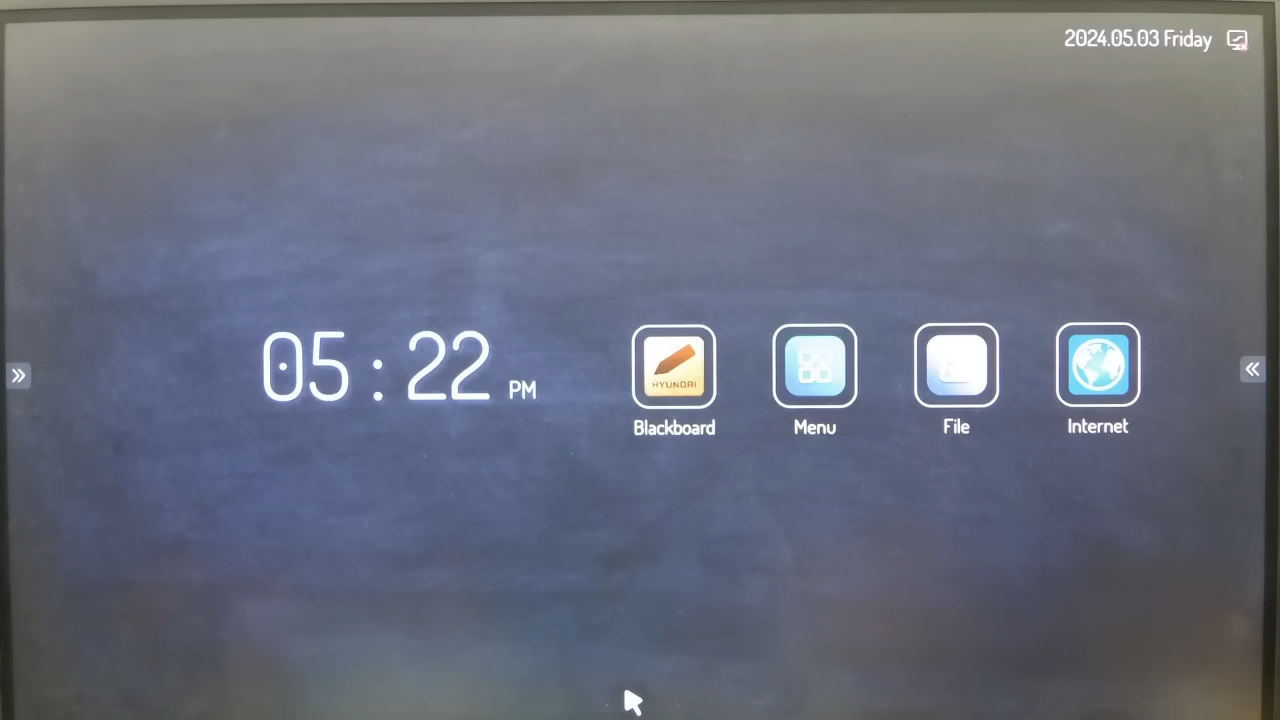 2024.05.03 Friday
05 : 22 PM
HYUNDAI
Blackboard
Menu
File
Internet